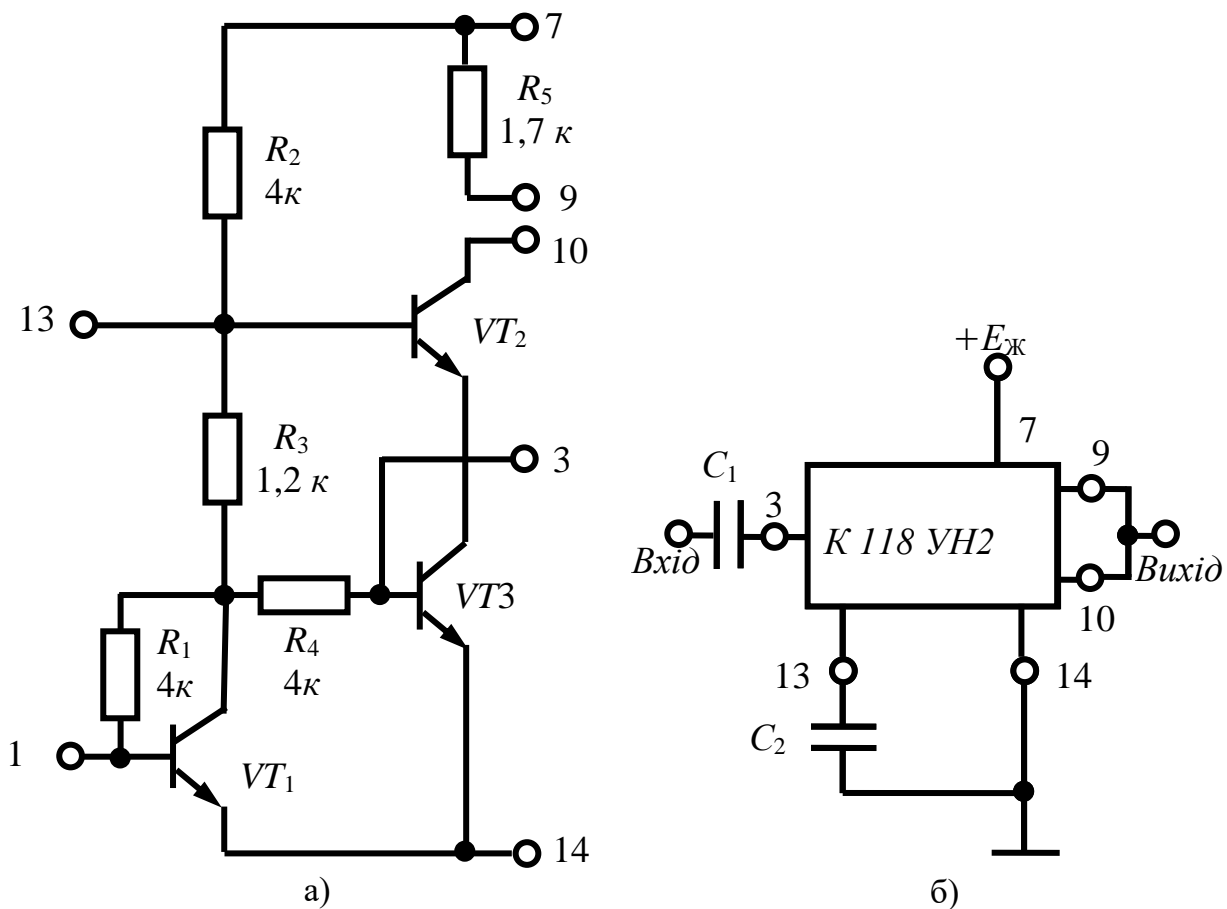 7
R5
1,7 к
R2
4к
9
10
13
VT2
R3
1,2 к
3
R1
4к
R4
4к
VT3
1
VT1
14
а)
+Eж
7
9
C1
3
Вхід
К 118 УН2
Вихід
10
13
14
C2
б)